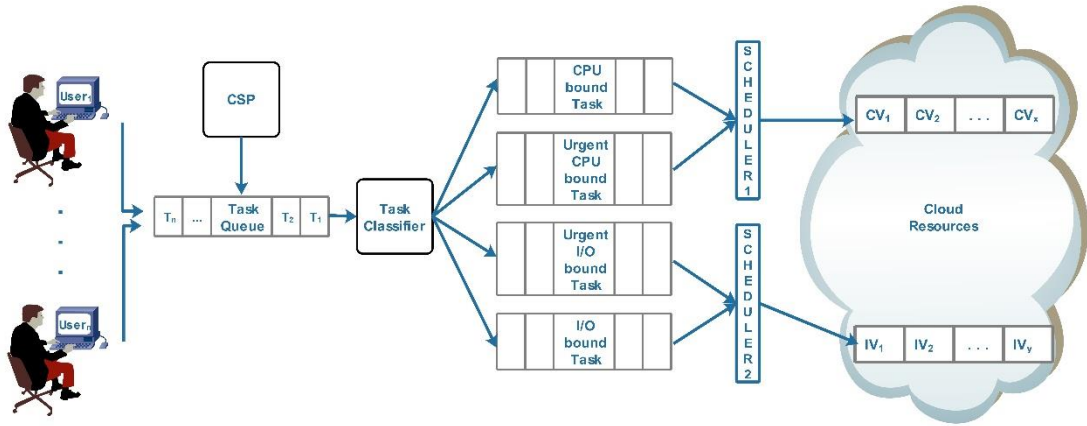 User₁
CSP
Tₙ ... Task Queue T₂ T₁
Task
Classifier
CPU
bound
Task
Urgent
CPU
bound
Task
Urgent
I/O
bound
Task
I/O
bound
Task
SCHEDULER1
SCHEDULER2
CV₁ CV₂ . . . CVₓ
Cloud
Resources
IV₁ IV₂ . . . IVᵧ
Userₙ